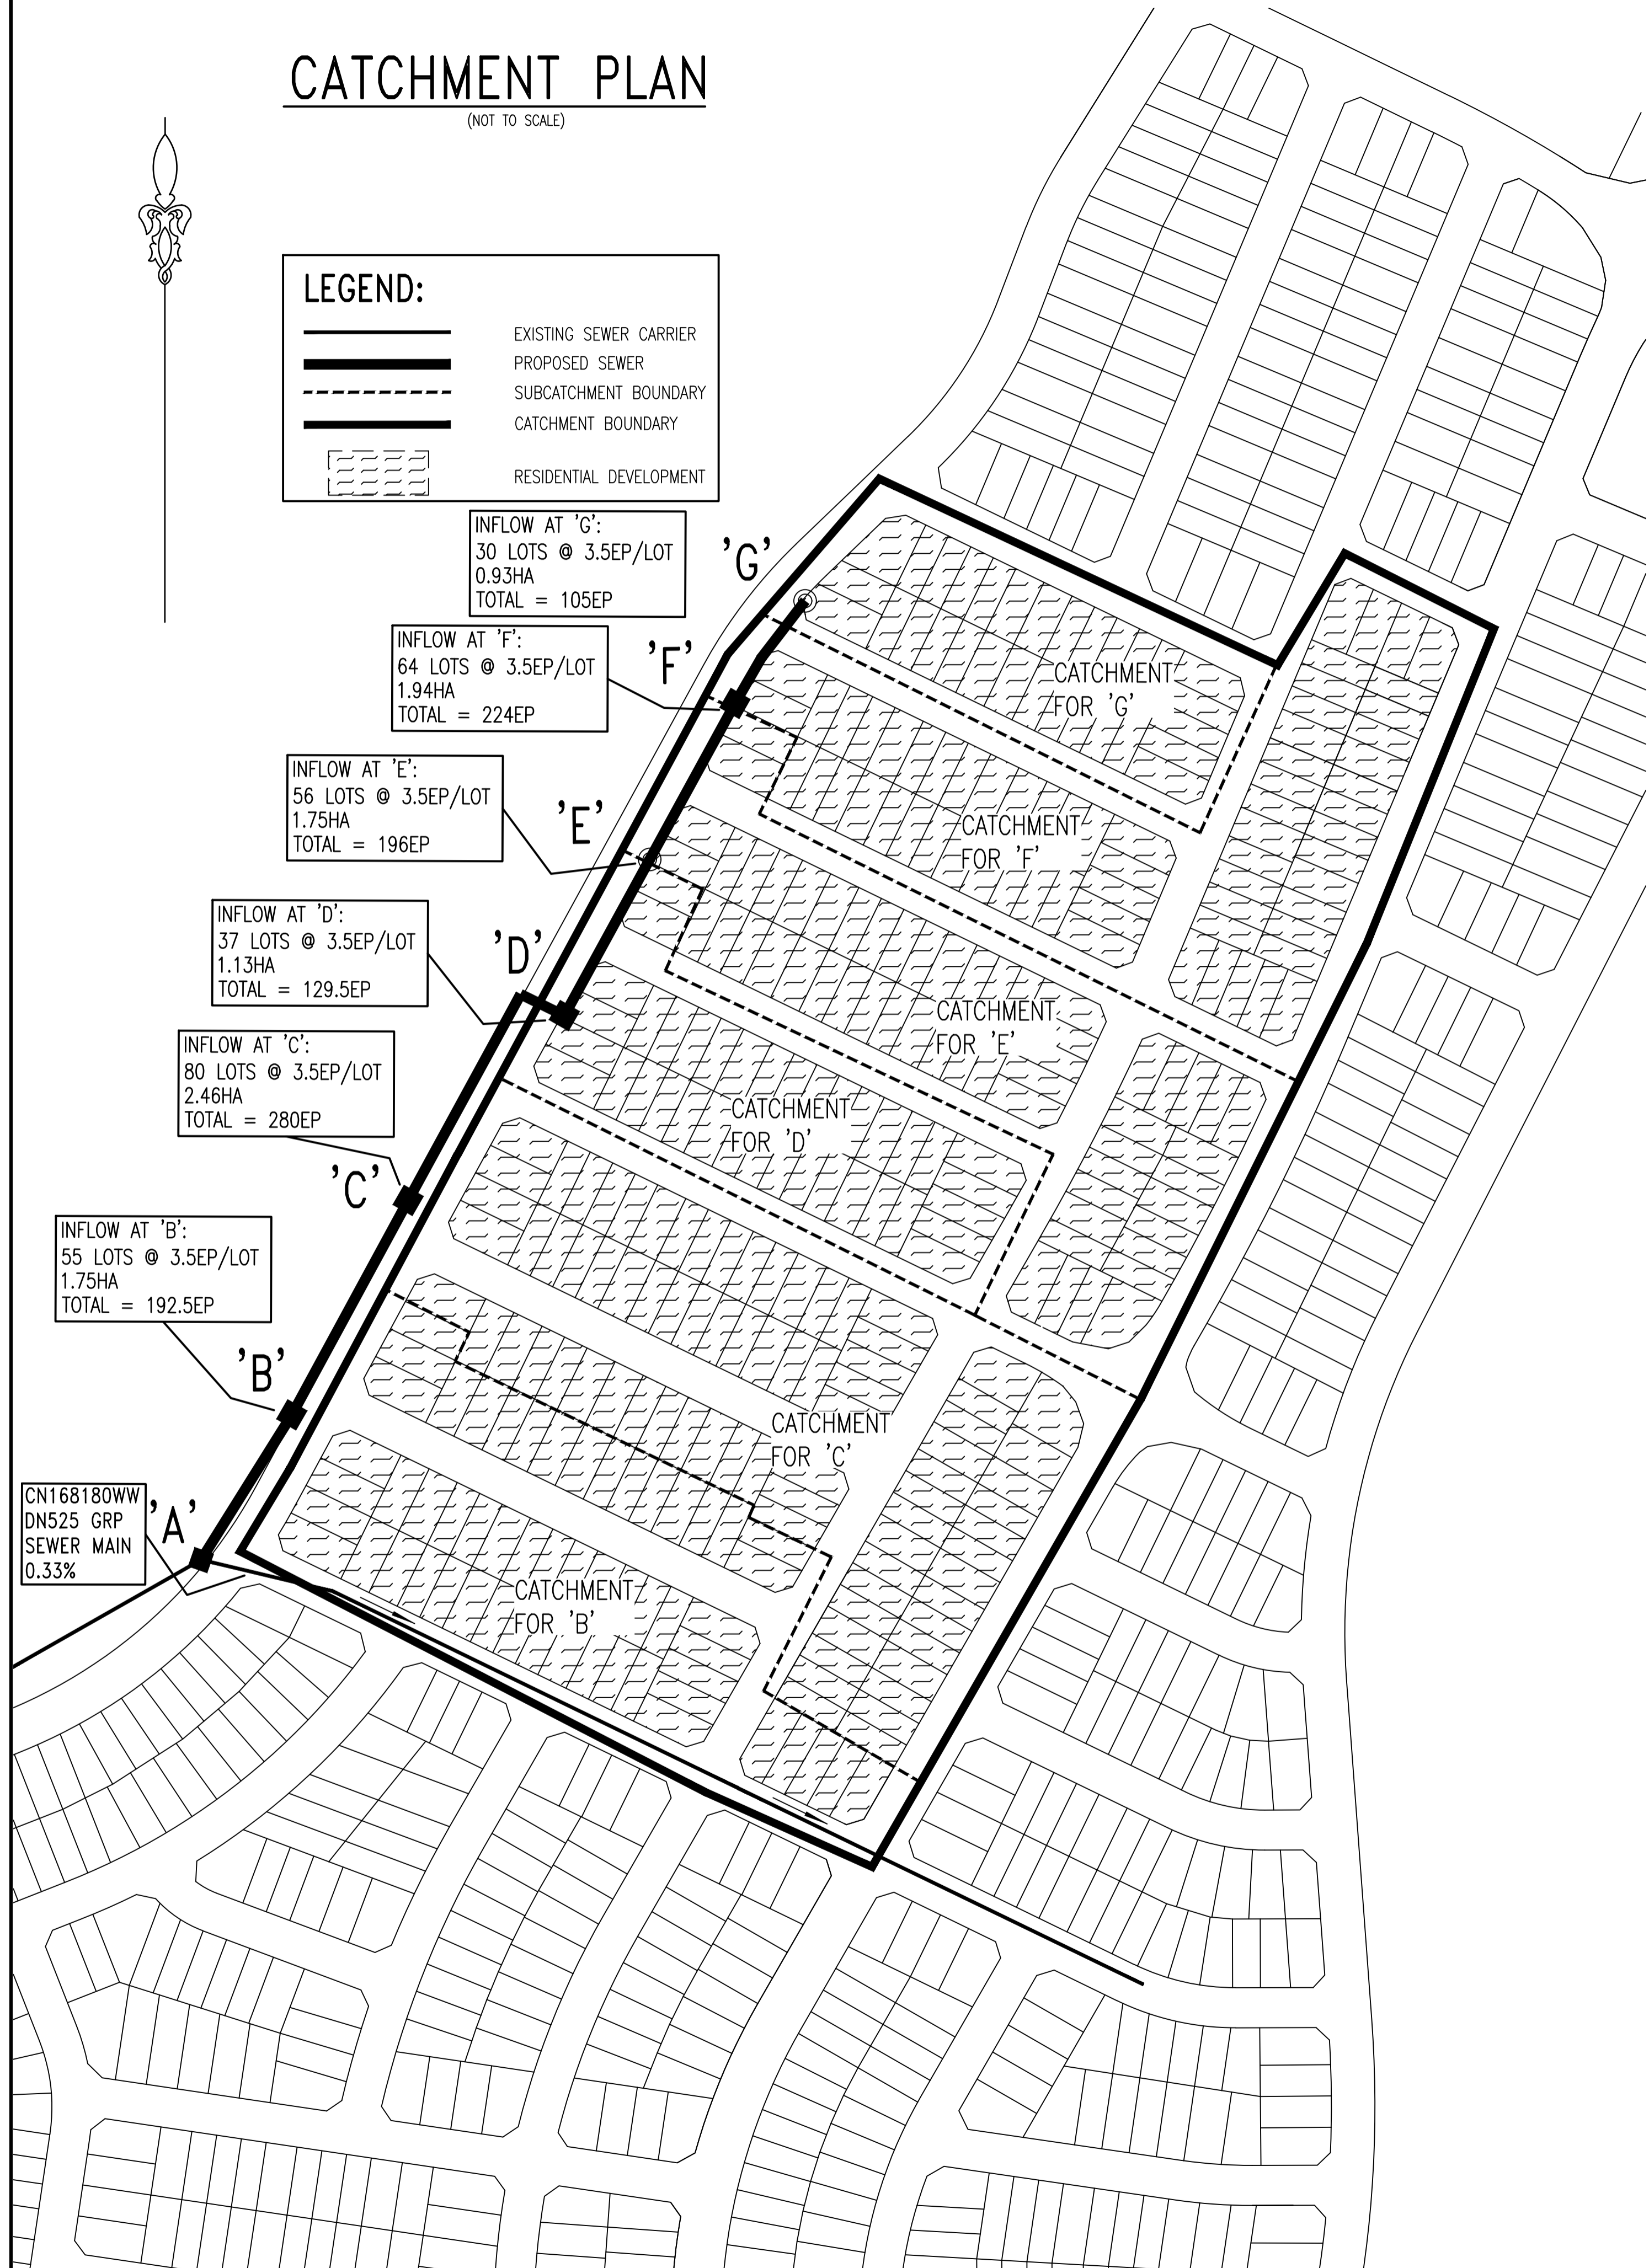 CATCHMENT PLAN
(NOT TO SCALE)
LEGEND:
EXISTING SEWER CARRIER
PROPOSED SEWER
SUBCATCHMENT BOUNDARY
CATCHMENT BOUNDARY
RESIDENTIAL DEVELOPMENT
INFLOW AT 'G':
30 LOTS @ 3.5EP/LOT
0.93HA
TOTAL = 105EP
'G'
INFLOW AT 'F':
64 LOTS @ 3.5EP/LOT
1.94HA
TOTAL = 224EP
'F'
CATCHMENT
FOR 'G'
INFLOW AT 'E':
56 LOTS @ 3.5EP/LOT
1.75HA
TOTAL = 196EP
'E'
CATCHMENT
FOR 'F'
INFLOW AT 'D':
37 LOTS @ 3.5EP/LOT
1.13HA
TOTAL = 129.5EP
'D'
CATCHMENT
FOR 'E'
INFLOW AT 'C':
80 LOTS @ 3.5EP/LOT
2.46HA
TOTAL = 280EP
'C'
CATCHMENT
FOR 'D'
INFLOW AT 'B':
55 LOTS @ 3.5EP/LOT
1.75HA
TOTAL = 192.5EP
'B'
CATCHMENT
FOR 'C'
CN168180WW
DN525 GRP
SEWER MAIN
0.33%
'A'
CATCHMENT
FOR 'B'